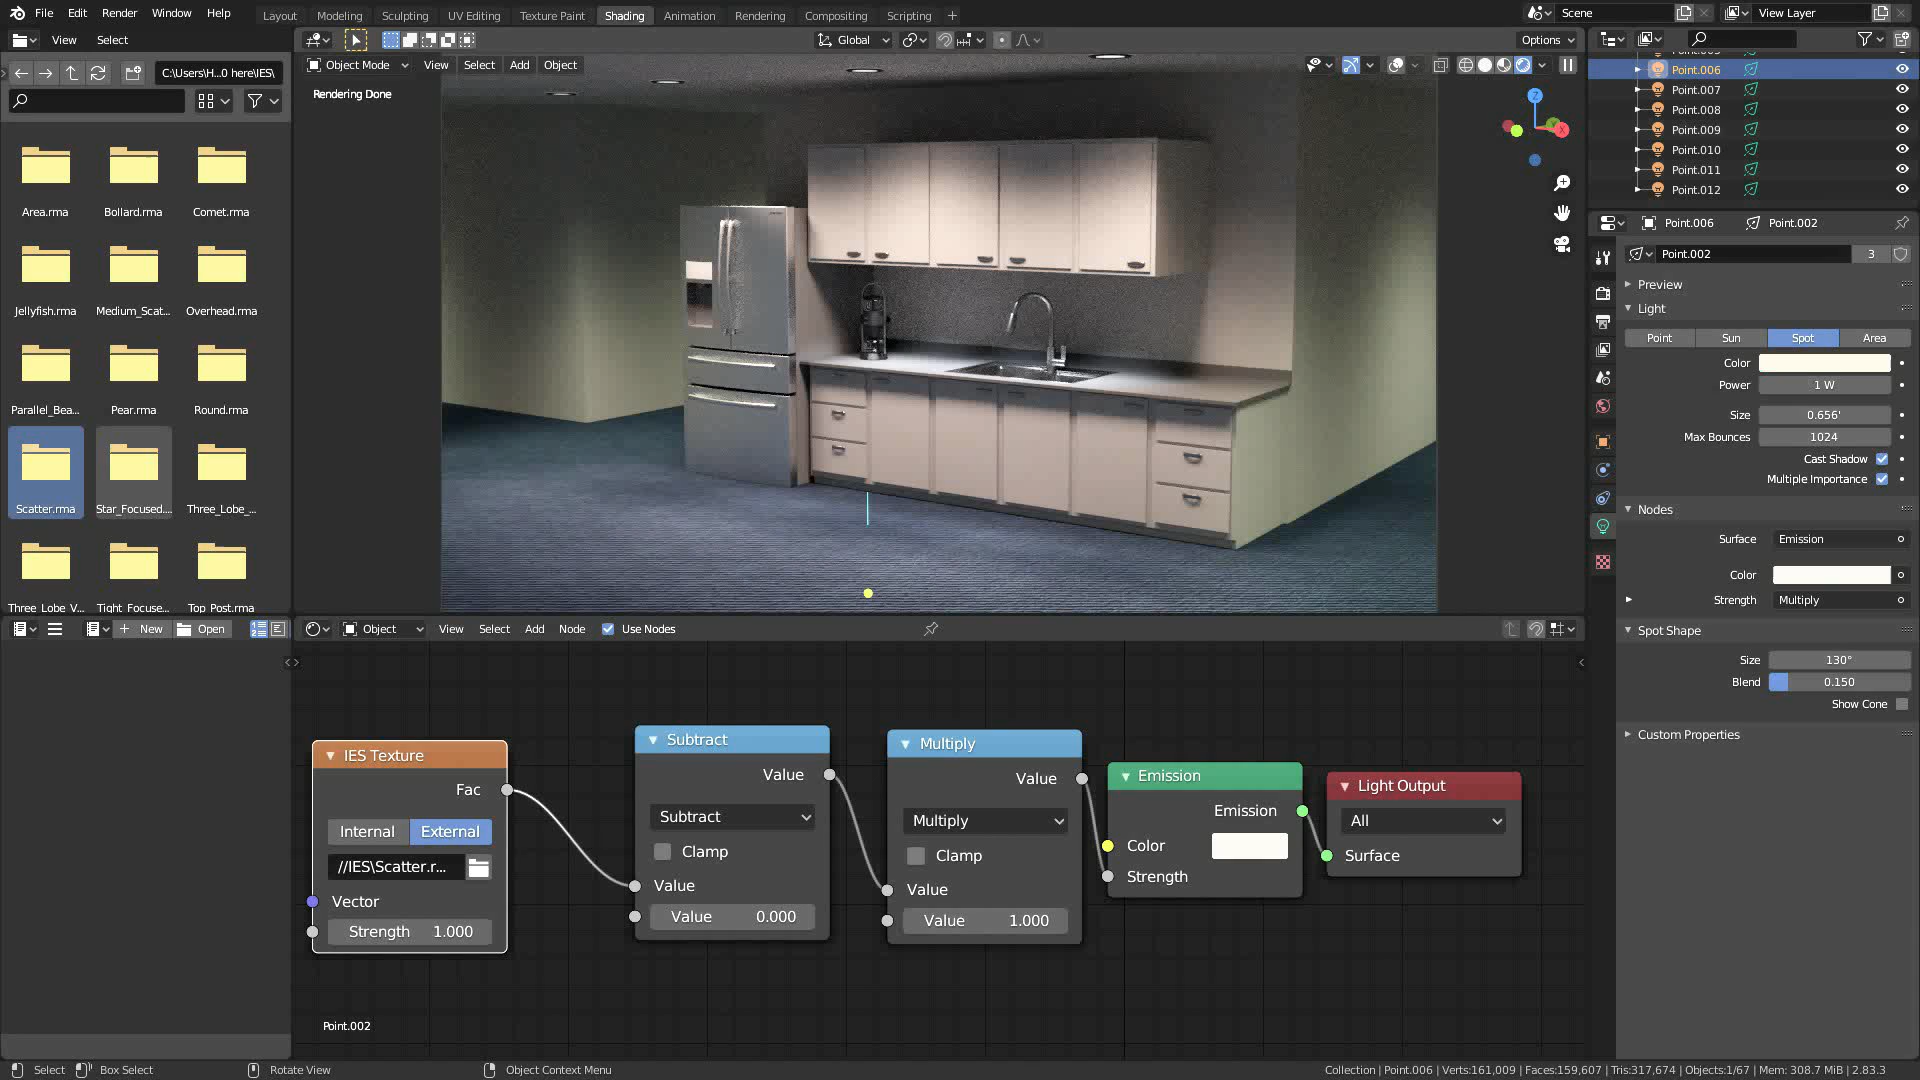 File Edit Render Window Help
Layout Modeling Sculpting UV Editing Texture Paint Shading Animation Rendering Compositing Scripting +
Scene
View Layer
View Select
Global
Options
C:\Users\H...0 here\IES\
Object Mode View Select Add Object
Rendering Done
Z
X
Area.rma Bollard.rma Comet.rma
Jellyfish.rma Medium_Scat... Overhead.rma
Parallel_Bea... Pear.rma Round.rma
Scatter.rma Star_Focused.... Three_Lobe_...
Three_Lobe_V... Tight_Focuse... Top_Post.rma
Point.006
Point.007
Point.008
Point.009
Point.010
Point.011
Point.012
Point.006 Point.002
Point.002 3
Preview
Light
Point Sun Spot Area
Color
Power 1 W
Size 0.656'
Max Bounces 1024
Cast Shadow
Multiple Importance
Nodes
Surface Emission
Color
Strength Multiply
Spot Shape
Size 130°
Blend 0.150
Show Cone
Custom Properties
+ New Open
Object View Select Add Node Use Nodes
IES Texture
Fac
Internal External
//IES\Scatter.r...
Vector
Strength 1.000
Subtract
Value
Subtract
Clamp
Value
Value 0.000
Multiply
Value
Multiply
Clamp
Value
Value 1.000
Emission
Emission
Color
Strength
Light Output
All
Surface
Point.002
Select Box Select Rotate View Object Context Menu
Collection | Point.006 | Verts:161,009 | Faces:159,607 | Tris:317,674 | Objects:1/67 | Mem: 308.7 MiB | 2.83.3